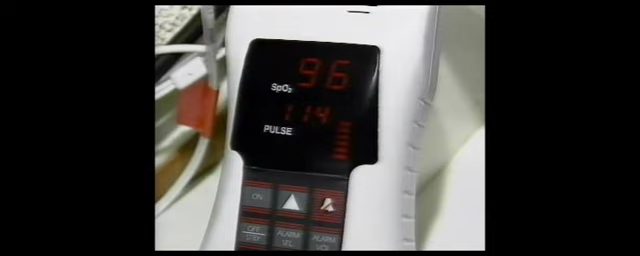 96
SpO₂
114
PULSE
ON
OFF
STBY
ALARM
SEL
ALARM
VOL